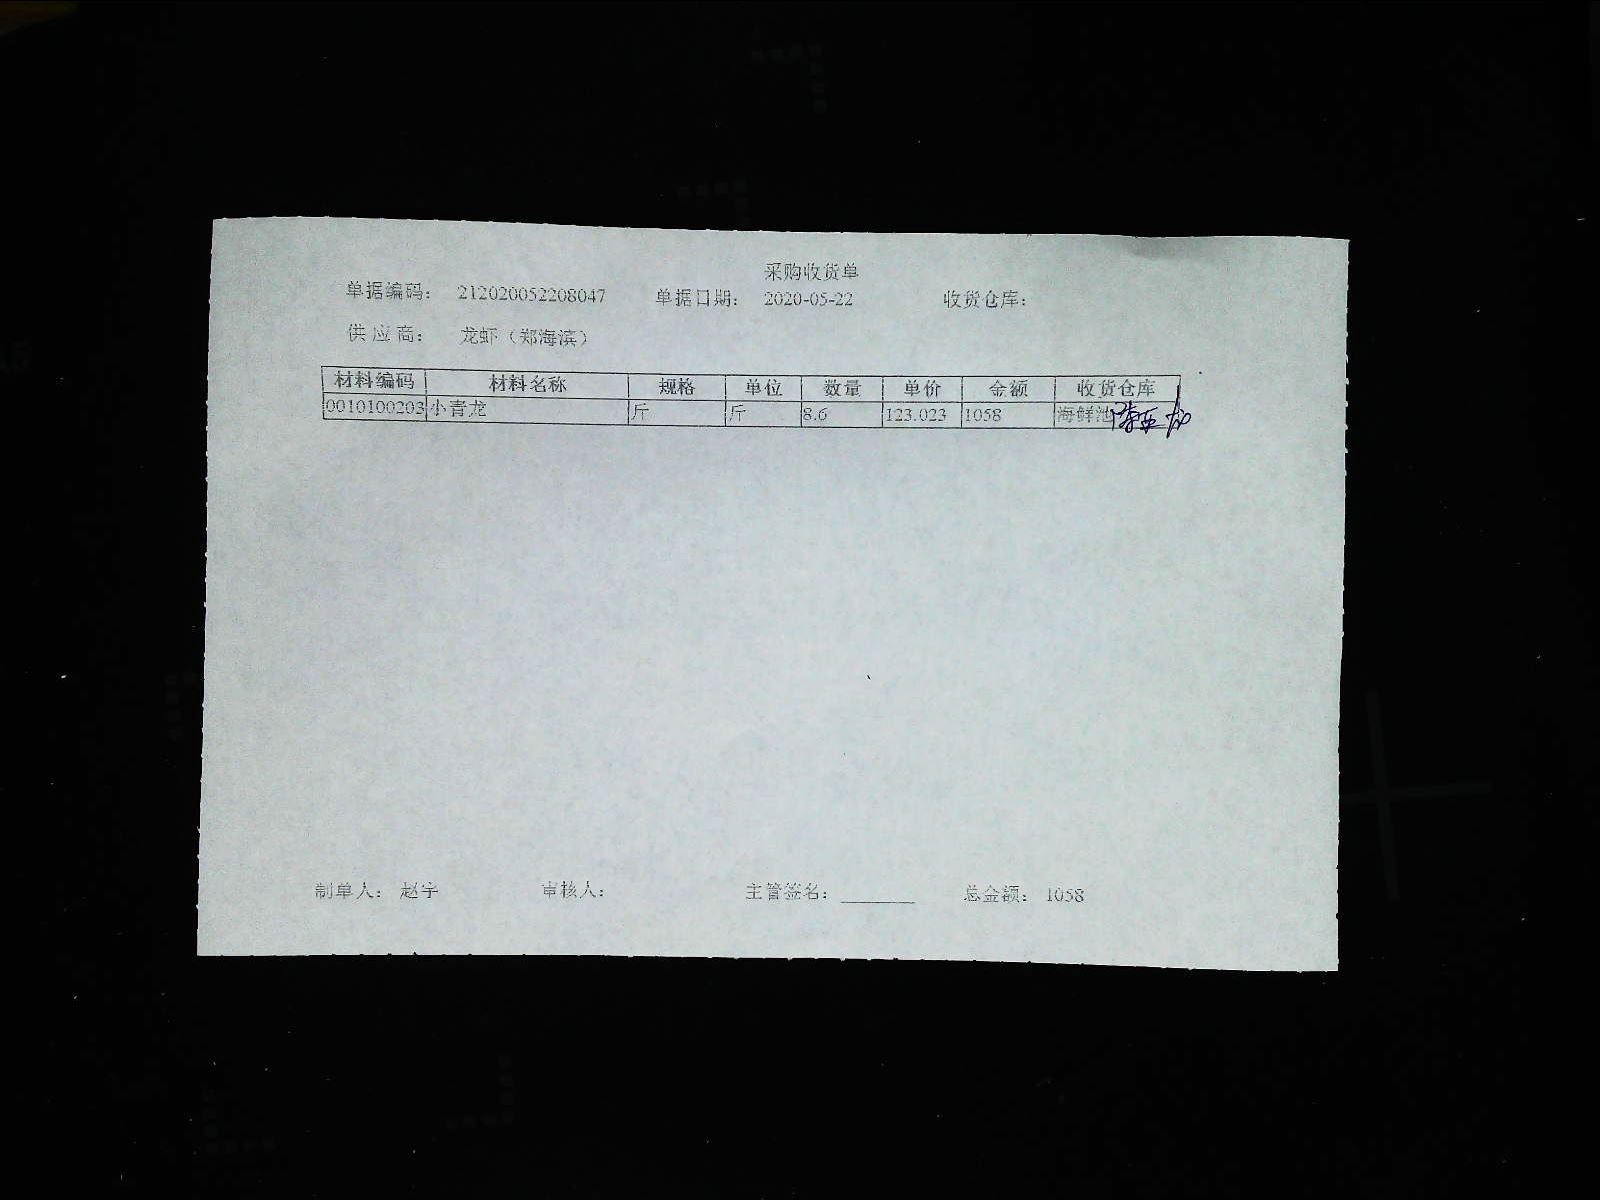 采购收货单
单据编码： 212020052208047 单据日期： 2020-05-22 收货仓库：
供应商： 龙虾（郑海滨）
材料编码 材料名称 规格 单位 数量 单价 金额 收货仓库
0010100203 小青龙 斤 斤 8.6 123.023 1058 海鲜池
制单人： 赵宇 审核人： 主管签名： 总金额： 1058